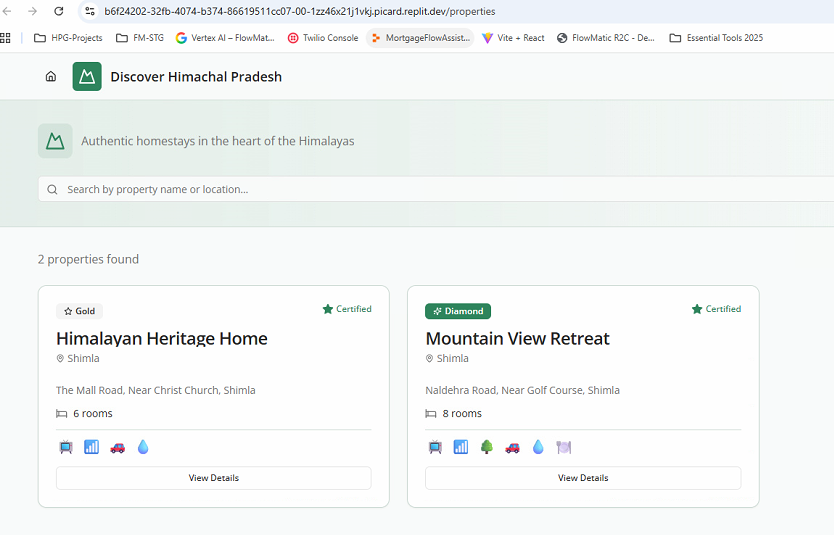 b6f24202-32fb-4074-b374-86619511cc07-00-1zz46x21j1vkj.picard.replit.dev/properties
HPG-Projects FM-STG Vertex AI – FlowMat... Twilio Console MortgageFlowAssist... Vite + React FlowMatic R2C - De... Essential Tools 2025
Discover Himachal Pradesh
Authentic homestays in the heart of the Himalayas
Search by property name or location...
2 properties found
Gold
Certified
Himalayan Heritage Home
Shimla
The Mall Road, Near Christ Church, Shimla
6 rooms
View Details
Diamond
Certified
Mountain View Retreat
Shimla
Naldehra Road, Near Golf Course, Shimla
8 rooms
View Details